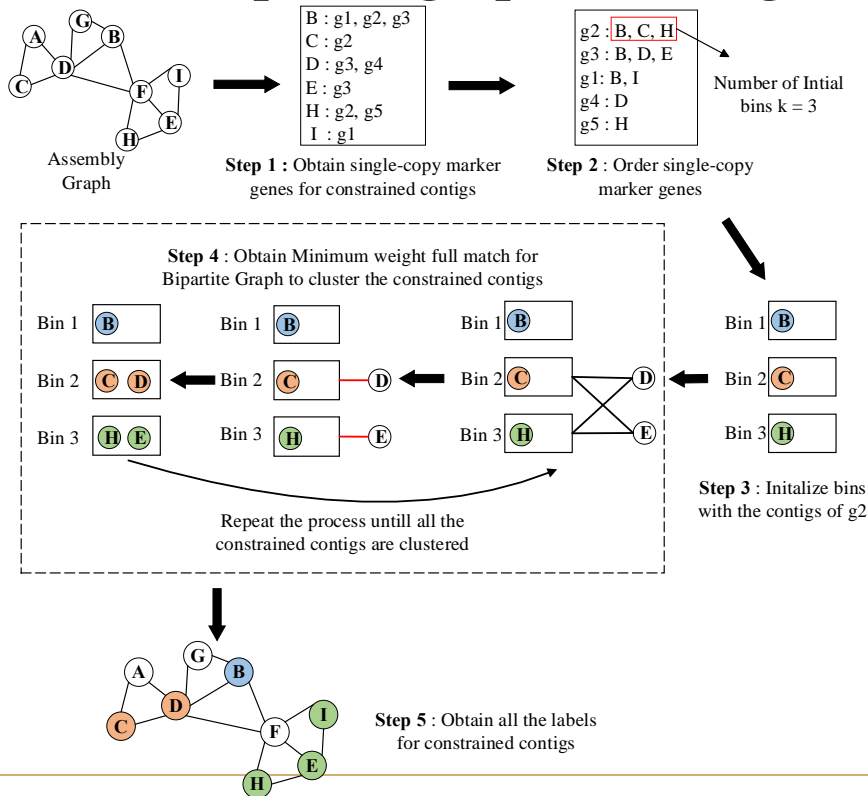 G
A
B
D
I
C
F
E
H
Assembly
Graph
B : g1, g2, g3
C : g2
D : g3, g4
E : g3
H : g2, g5
I : g1
Step 1 : Obtain single-copy marker
genes for constrained contigs
g2 : B, C, H
g3 : B, D, E
g1: B, I
g4 : D
g5 : H
Number of Intial
bins k = 3
Step 2 : Order single-copy
marker genes
Step 4 : Obtain Minimum weight full match for
Bipartite Graph to cluster the constrained contigs
Bin 1 B
Bin 2 C D
Bin 3 H E
Bin 1 B
Bin 2 C D
Bin 3 H E
Bin 1 B
Bin 2 C D
Bin 3 H E
Bin 1 B
Bin 2 C
Bin 3 H
Step 3 : Initalize bins
with the contigs of g2
Repeat the process untill all the
constrained contigs are clustered
G
A
B
D
C
I
F
E
H
Step 5 : Obtain all the labels
for constrained contigs